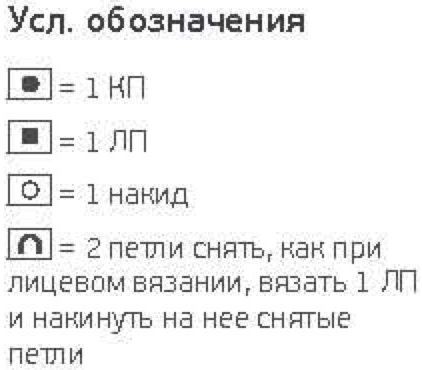 Усл. обозначения
= 1 КП
= 1 ЛП
= 1 накид
= 2 петли снять, как при
лицевом вязании, вязать 1 ЛП
и накинуть на нее снятые
петли